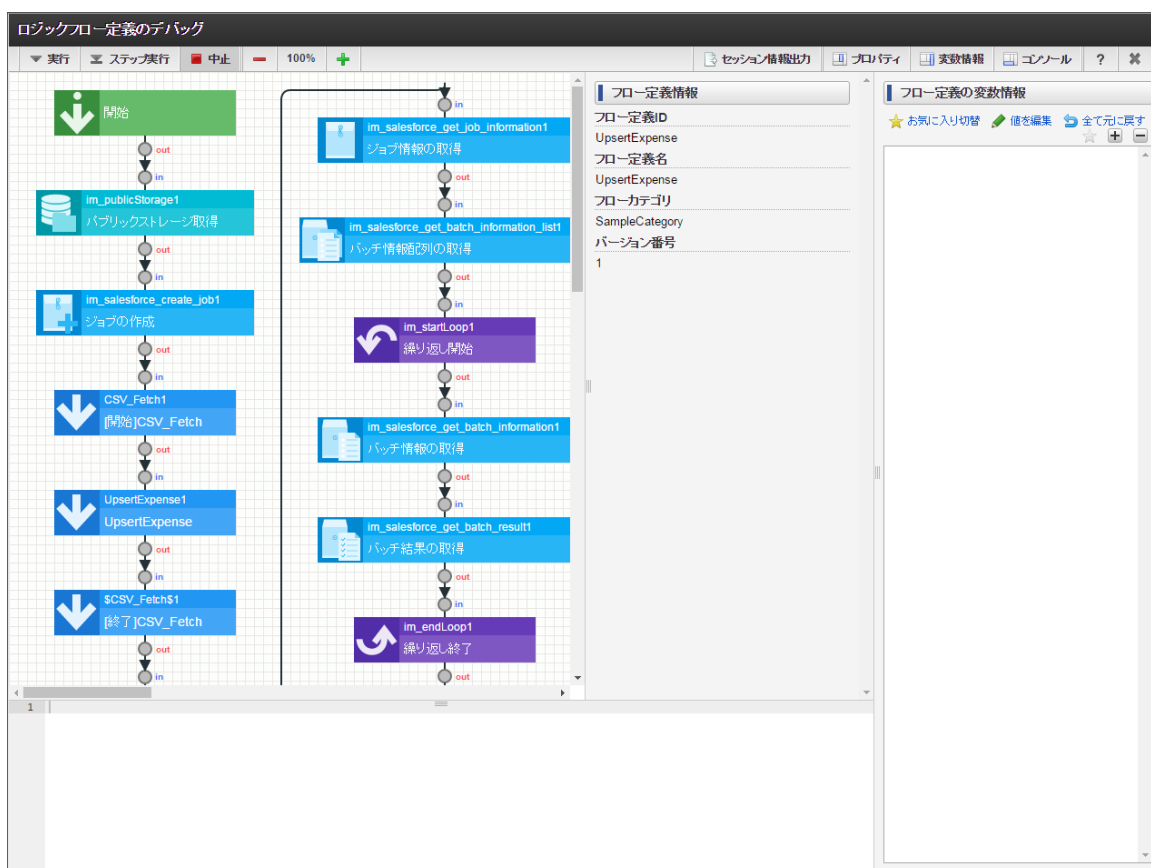 ロジックフロー定義のデバッグ
実行 ステップ実行 中止 100% セッション情報出力 プロパティ 変数情報 コンソール ?
開始
out
in
im_publicStorage1
パブリックストレージ取得
out
in
im_salesforce_create_job1
ジョブの作成
out
in
CSV_Fetch1
[開始]CSV_Fetch
out
in
UpsertExpense1
UpsertExpense
out
in
$CSV_Fetch$1
[終了]CSV_Fetch
out
in
in
im_salesforce_get_job_information1
ジョブ情報の取得
out
in
im_salesforce_get_batch_information_list1
バッチ情報配列の取得
out
in
im_startLoop1
繰り返し開始
out
in
im_salesforce_get_batch_information1
バッチ情報の取得
out
in
im_salesforce_get_batch_result1
バッチ結果の取得
out
in
im_endLoop1
繰り返し終了
out
フロー定義情報
フロー定義ID
UpsertExpense
フロー定義名
UpsertExpense
フローカテゴリ
SampleCategory
バージョン番号
1
フロー定義の変数情報
お気に入り切替 値を編集 全て元に戻す
1